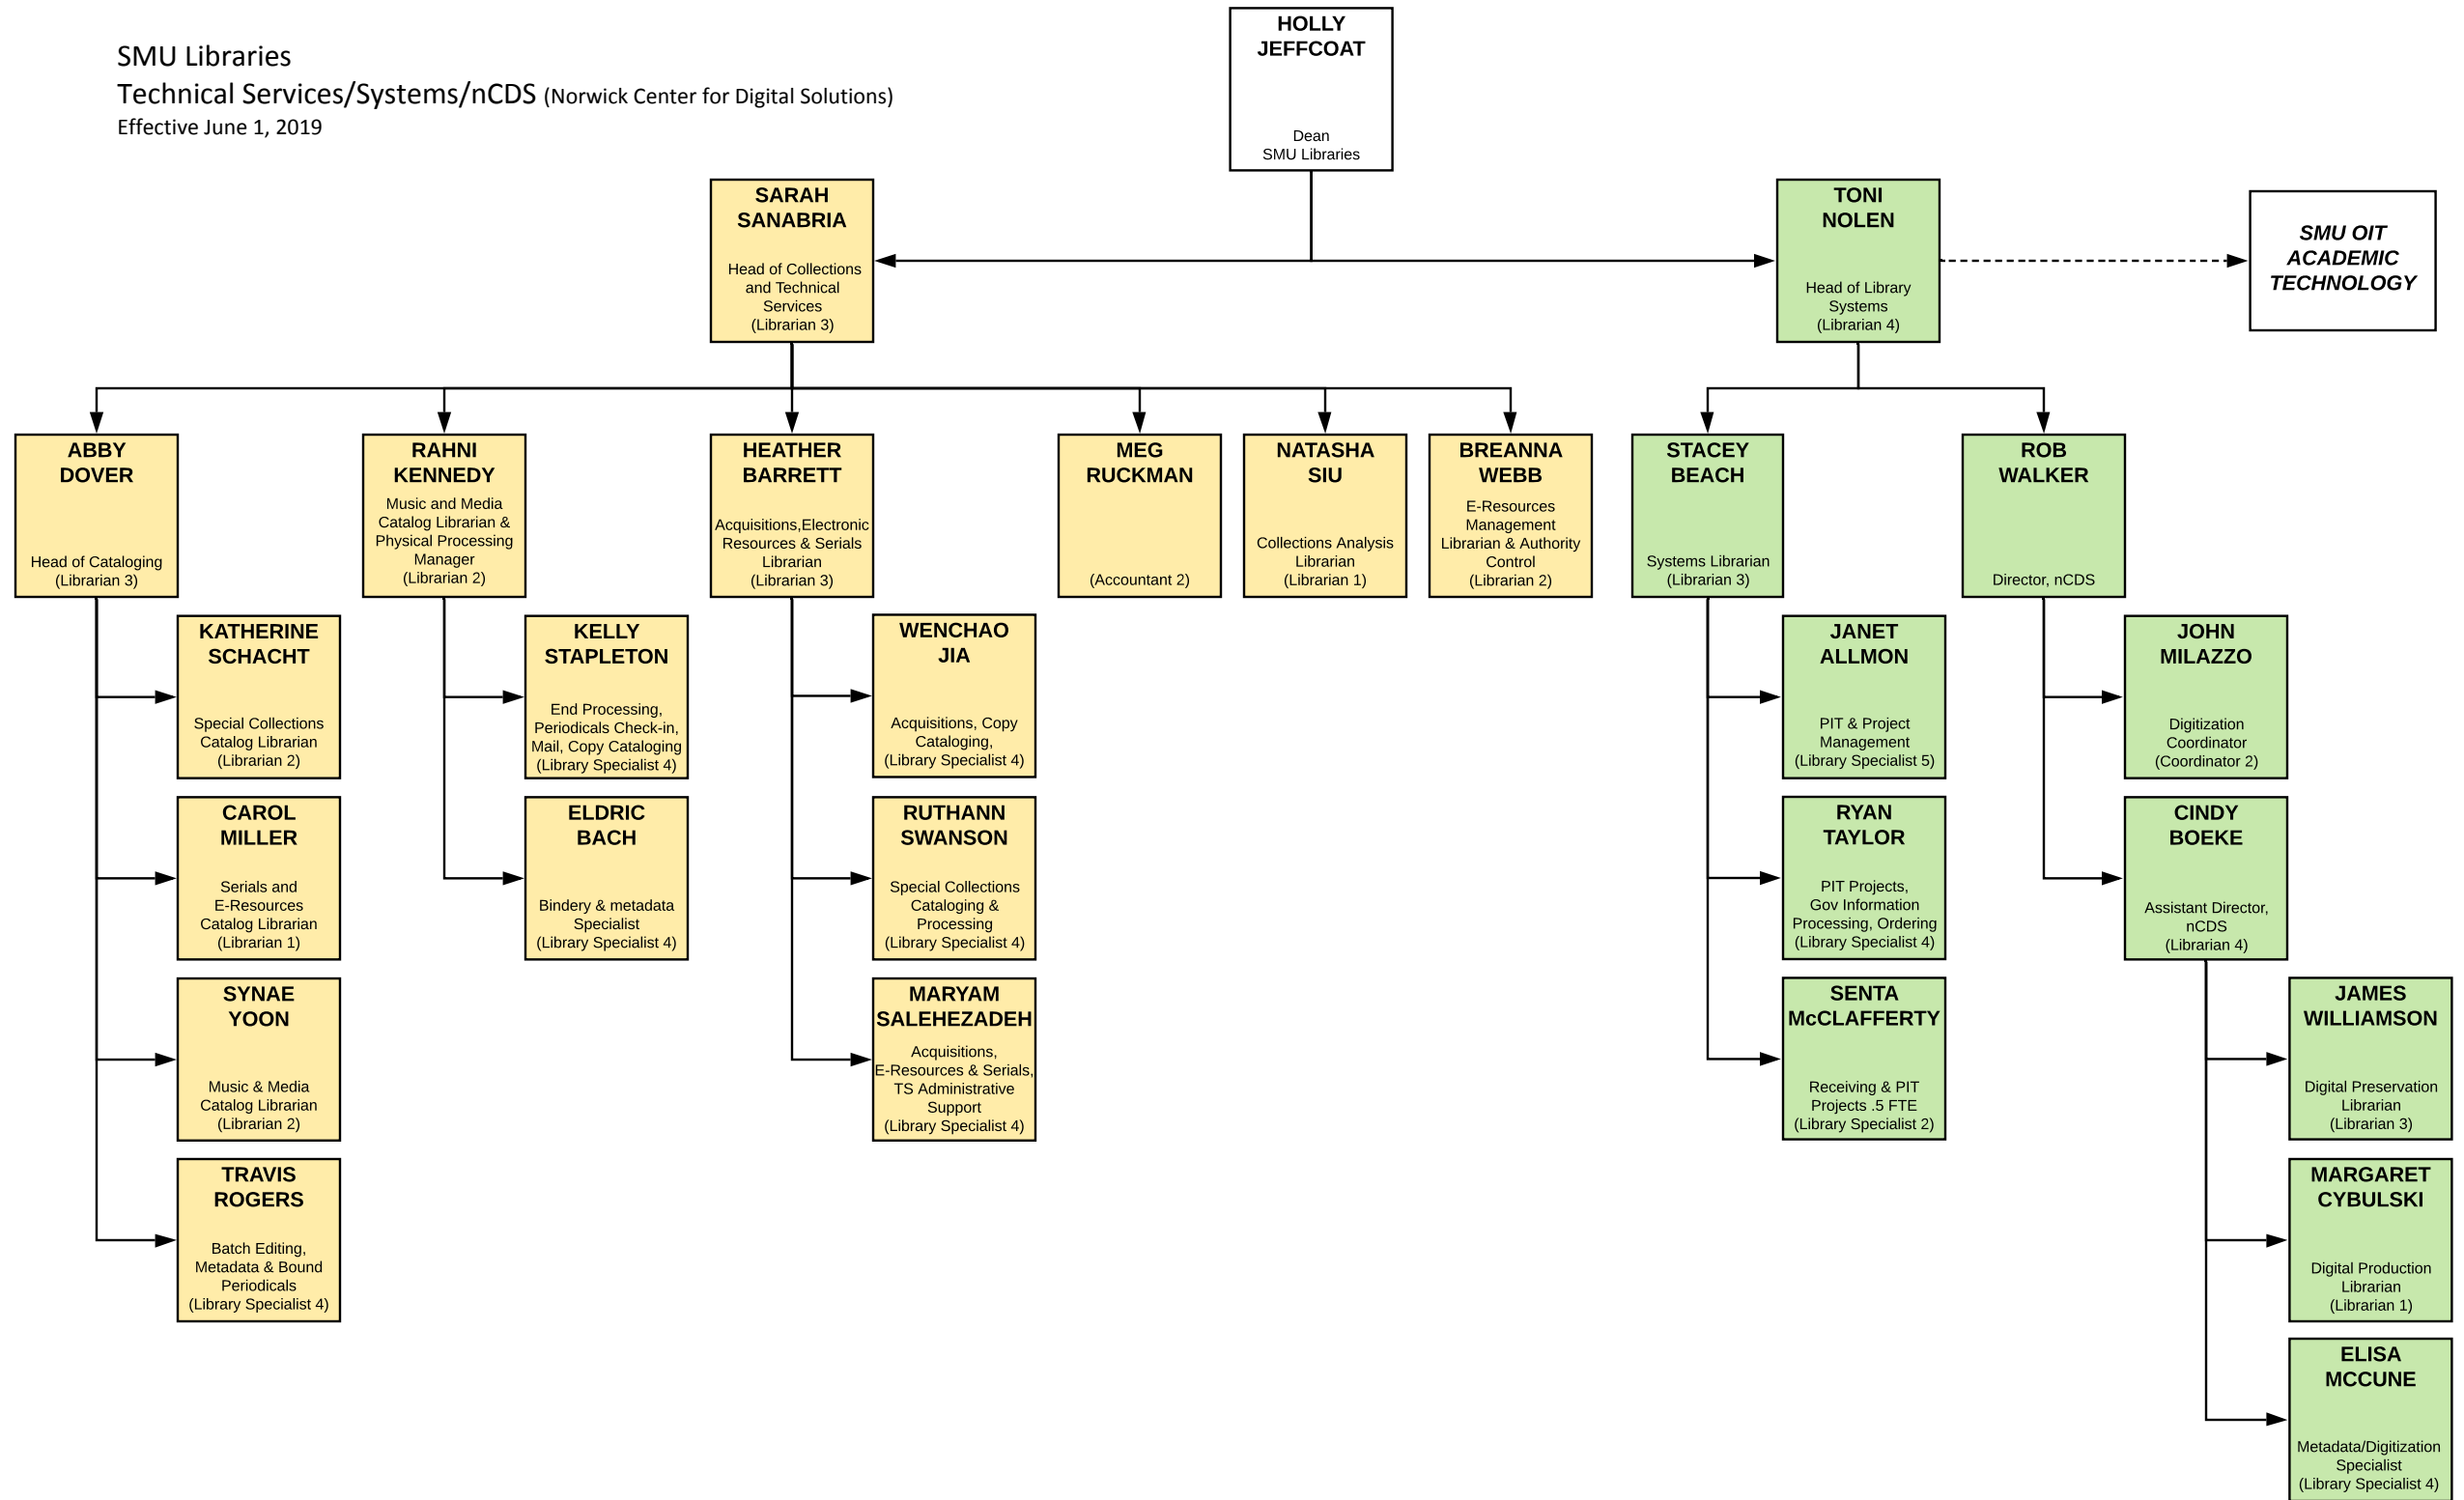 SMU Libraries
Technical Services/Systems/nCDS (Norwick Center for Digital Solutions)
Effective June 1, 2019
HOLLY
JEFFCOAT
Dean
SMU Libraries
SARAH
SANABRIA
Head of Collections
and Technical
Services
(Librarian 3)
TONI
NOLEN
Head of Library
Systems
(Librarian 4)
SMU OIT
ACADEMIC
TECHNOLOGY
ABBY
DOVER
Head of Cataloging
(Librarian 3)
RAHNI
KENNEDY
Music and Media
Catalog Librarian &
Physical Processing
Manager
(Librarian 2)
HEATHER
BARRETT
Acquisitions,Electronic
Resources & Serials
Librarian
(Librarian 3)
MEG
RUCKMAN
(Accountant 2)
NATASHA
SIU
Collections Analysis
Librarian
(Librarian 1)
BREANNA
WEBB
E-Resources
Management
Librarian & Authority
Control
(Librarian 2)
STACEY
BEACH
Systems Librarian
(Librarian 3)
ROB
WALKER
Director, nCDS
KATHERINE
SCHACHT
Special Collections
Catalog Librarian
(Librarian 2)
KELLY
STAPLETON
End Processing,
Periodicals Check-in,
Mail, Copy Cataloging
(Library Specialist 4)
WENCHAO
JIA
Acquisitions, Copy
Cataloging,
(Library Specialist 4)
JANET
ALLMON
PIT & Project
Management
(Library Specialist 5)
JOHN
MILAZZO
Digitization
Coordinator
(Coordinator 2)
CAROL
MILLER
Serials and
E-Resources
Catalog Librarian
(Librarian 1)
ELDRIC
BACH
Bindery & metadata
Specialist
(Library Specialist 4)
RUTHANN
SWANSON
Special Collections
Cataloging &
Processing
(Library Specialist 4)
RYAN
TAYLOR
PIT Projects,
Gov Information
Processing, Ordering
(Library Specialist 4)
CINDY
BOEKE
Assistant Director,
nCDS
(Librarian 4)
SYNAE
YOON
Music & Media
Catalog Librarian
(Librarian 2)
MARYAM
SALEHEZADEH
Acquisitions,
E-Resources & Serials,
TS Administrative
Support
(Library Specialist 4)
SENTA
McCLAFFERTY
Receiving & PIT
Projects .5 FTE
(Library Specialist 2)
JAMES
WILLIAMSON
Digital Preservation
Librarian
(Librarian 3)
TRAVIS
ROGERS
Batch Editing,
Metadata & Bound
Periodicals
(Library Specialist 4)
MARGARET
CYBULSKI
Digital Production
Librarian
(Librarian 1)
ELISA
MCCUNE
Metadata/Digitization
Specialist
(Library Specialist 4)